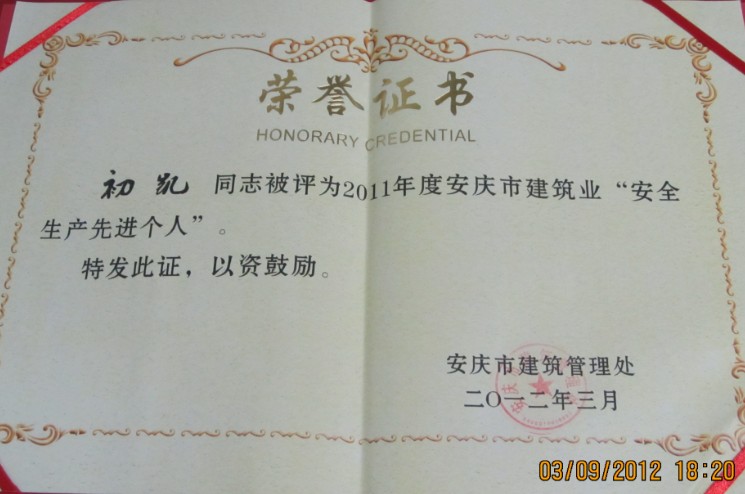 荣誉证书
HONORARY CREDENTIAL
初凯 同志被评为2011年度安庆市建筑业“安全
生产先进个人”。
特发此证，以资鼓励。
安庆市建筑管理处
二〇一二年三月
03/09/2012 18:20